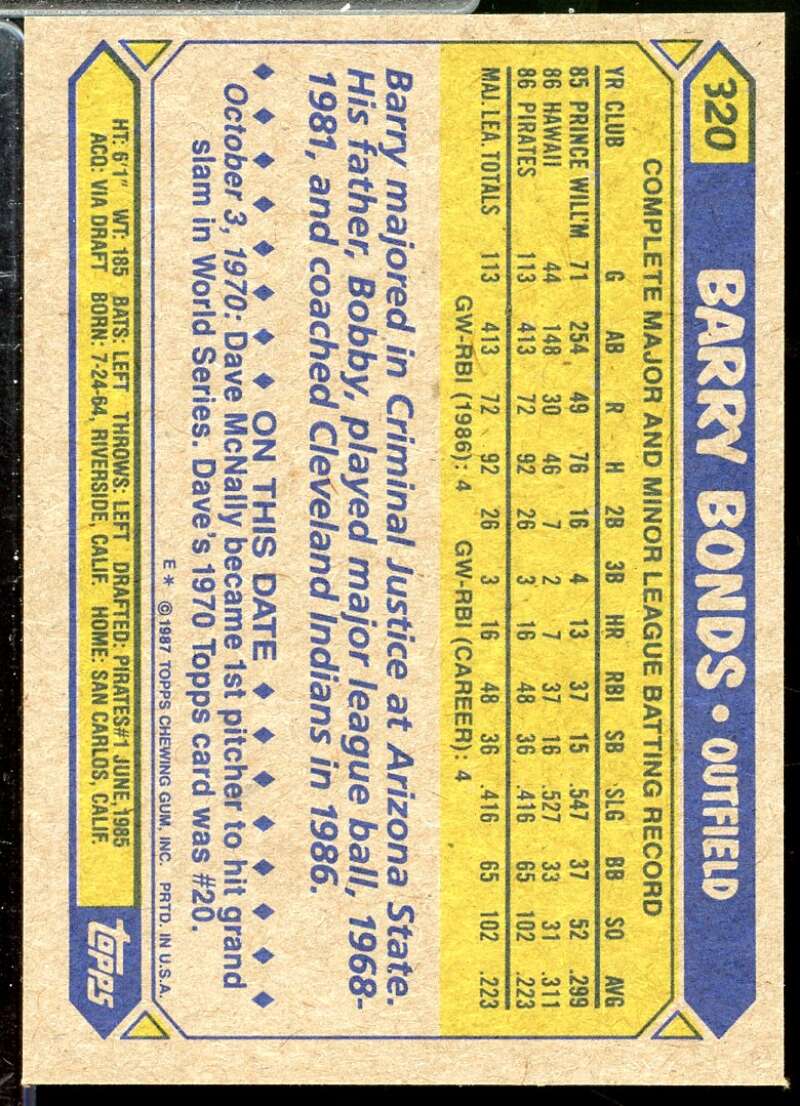 320 BARRY BONDS • OUTFIELD
COMPLETE MAJOR AND MINOR LEAGUE BATTING RECORD
YR CLUB G AB R H 2B 3B HR RBI SB SLG BB SO AVG
85 PRINCE WILL'M 71 254 49 76 16 4 13 37 15 .547 37 52 .299
86 HAWAII 44 148 30 46 7 2 7 37 16 .527 33 31 .311
86 PIRATES 113 413 72 92 26 3 16 48 36 .416 65 102 .223
MAJ. LEA. TOTALS 113 413 72 92 26 3 16 48 36 .416 65 102 .223
GW-RBI (1986): 4 GW-RBI (CAREER): 4
Barry majored in Criminal Justice at Arizona State.
His father, Bobby, played major league ball, 1968-
1981, and coached Cleveland Indians in 1986.
ON THIS DATE
October 3, 1970: Dave McNally became 1st pitcher to hit grand
slam in World Series. Dave's 1970 Topps card was #20.
E * © 1987 TOPPS CHEWING GUM, INC. PRTD. IN U.S.A.
HT: 6'1" WT: 185 BATS: LEFT THROWS: LEFT DRAFTED: PIRATES#1 JUNE, 1985
ACQ: VIA DRAFT BORN: 7-24-64, RIVERSIDE, CALIF. HOME: SAN CARLOS, CALIF.
topps